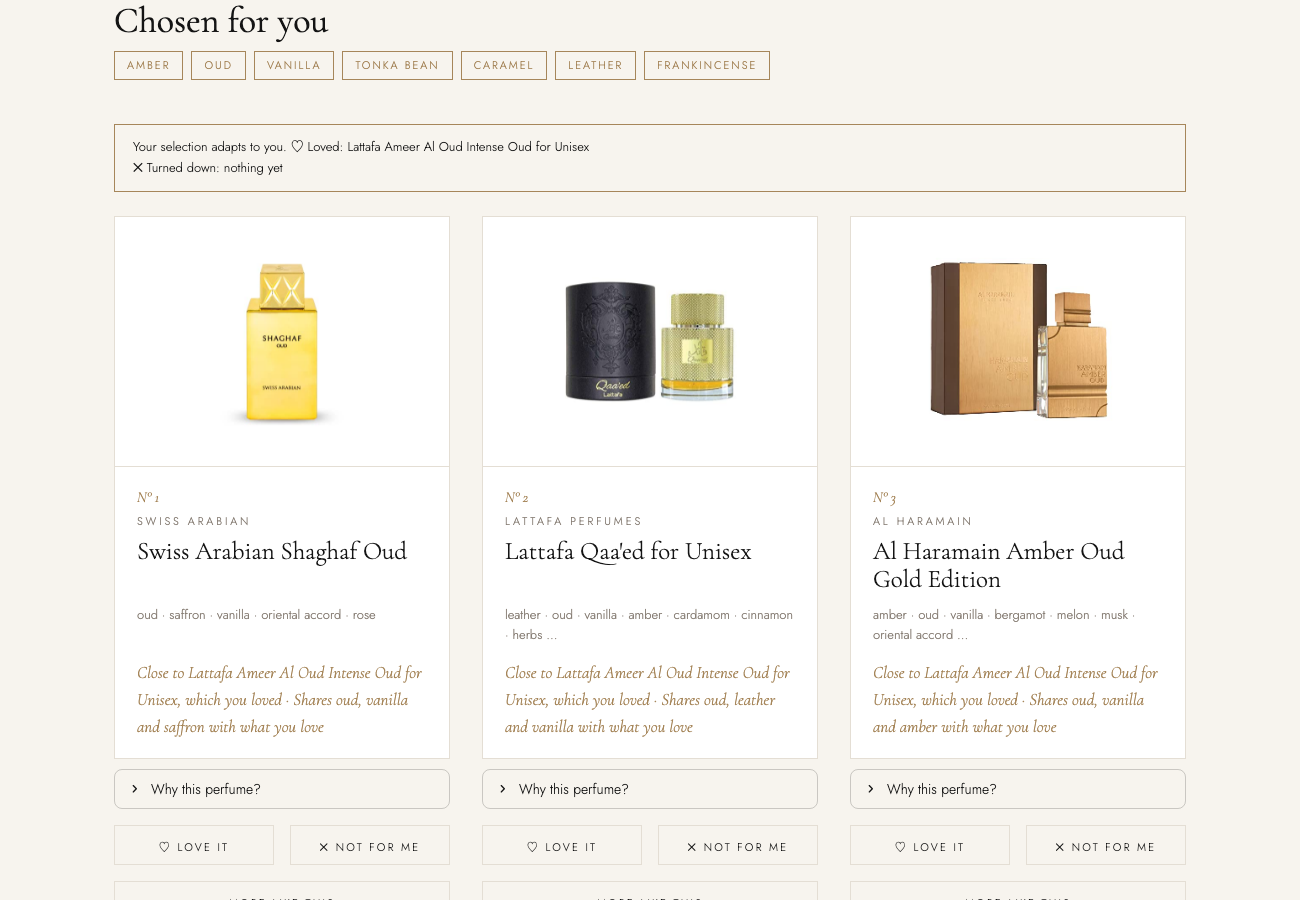 Chosen for you
AMBER
OUD
VANILLA
TONKA BEAN
CARAMEL
LEATHER
FRANKINCENSE
Your selection adapts to you. ♡ Loved: Lattafa Ameer Al Oud Intense Oud for Unisex
✕ Turned down: nothing yet
SHAGHAF
OUD
SWISS ARABIAN
Nº 1
SWISS ARABIAN
Swiss Arabian Shaghaf Oud
oud · saffron · vanilla · oriental accord · rose
Close to Lattafa Ameer Al Oud Intense Oud for
Unisex, which you loved · Shares oud, vanilla
and saffron with what you love
Why this perfume?
♡ LOVE IT
✕ NOT FOR ME
Qaa'ed
Lattafa
Nº 2
LATTAFA PERFUMES
Lattafa Qaa'ed for Unisex
leather · oud · vanilla · amber · cardamom · cinnamon
· herbs ...
Close to Lattafa Ameer Al Oud Intense Oud for
Unisex, which you loved · Shares oud, leather
and vanilla with what you love
Why this perfume?
♡ LOVE IT
✕ NOT FOR ME
Nº 3
AL HARAMAIN
Al Haramain Amber Oud
Gold Edition
amber · oud · vanilla · bergamot · melon · musk ·
oriental accord ...
Close to Lattafa Ameer Al Oud Intense Oud for
Unisex, which you loved · Shares oud, vanilla
and amber with what you love
Why this perfume?
♡ LOVE IT
✕ NOT FOR ME